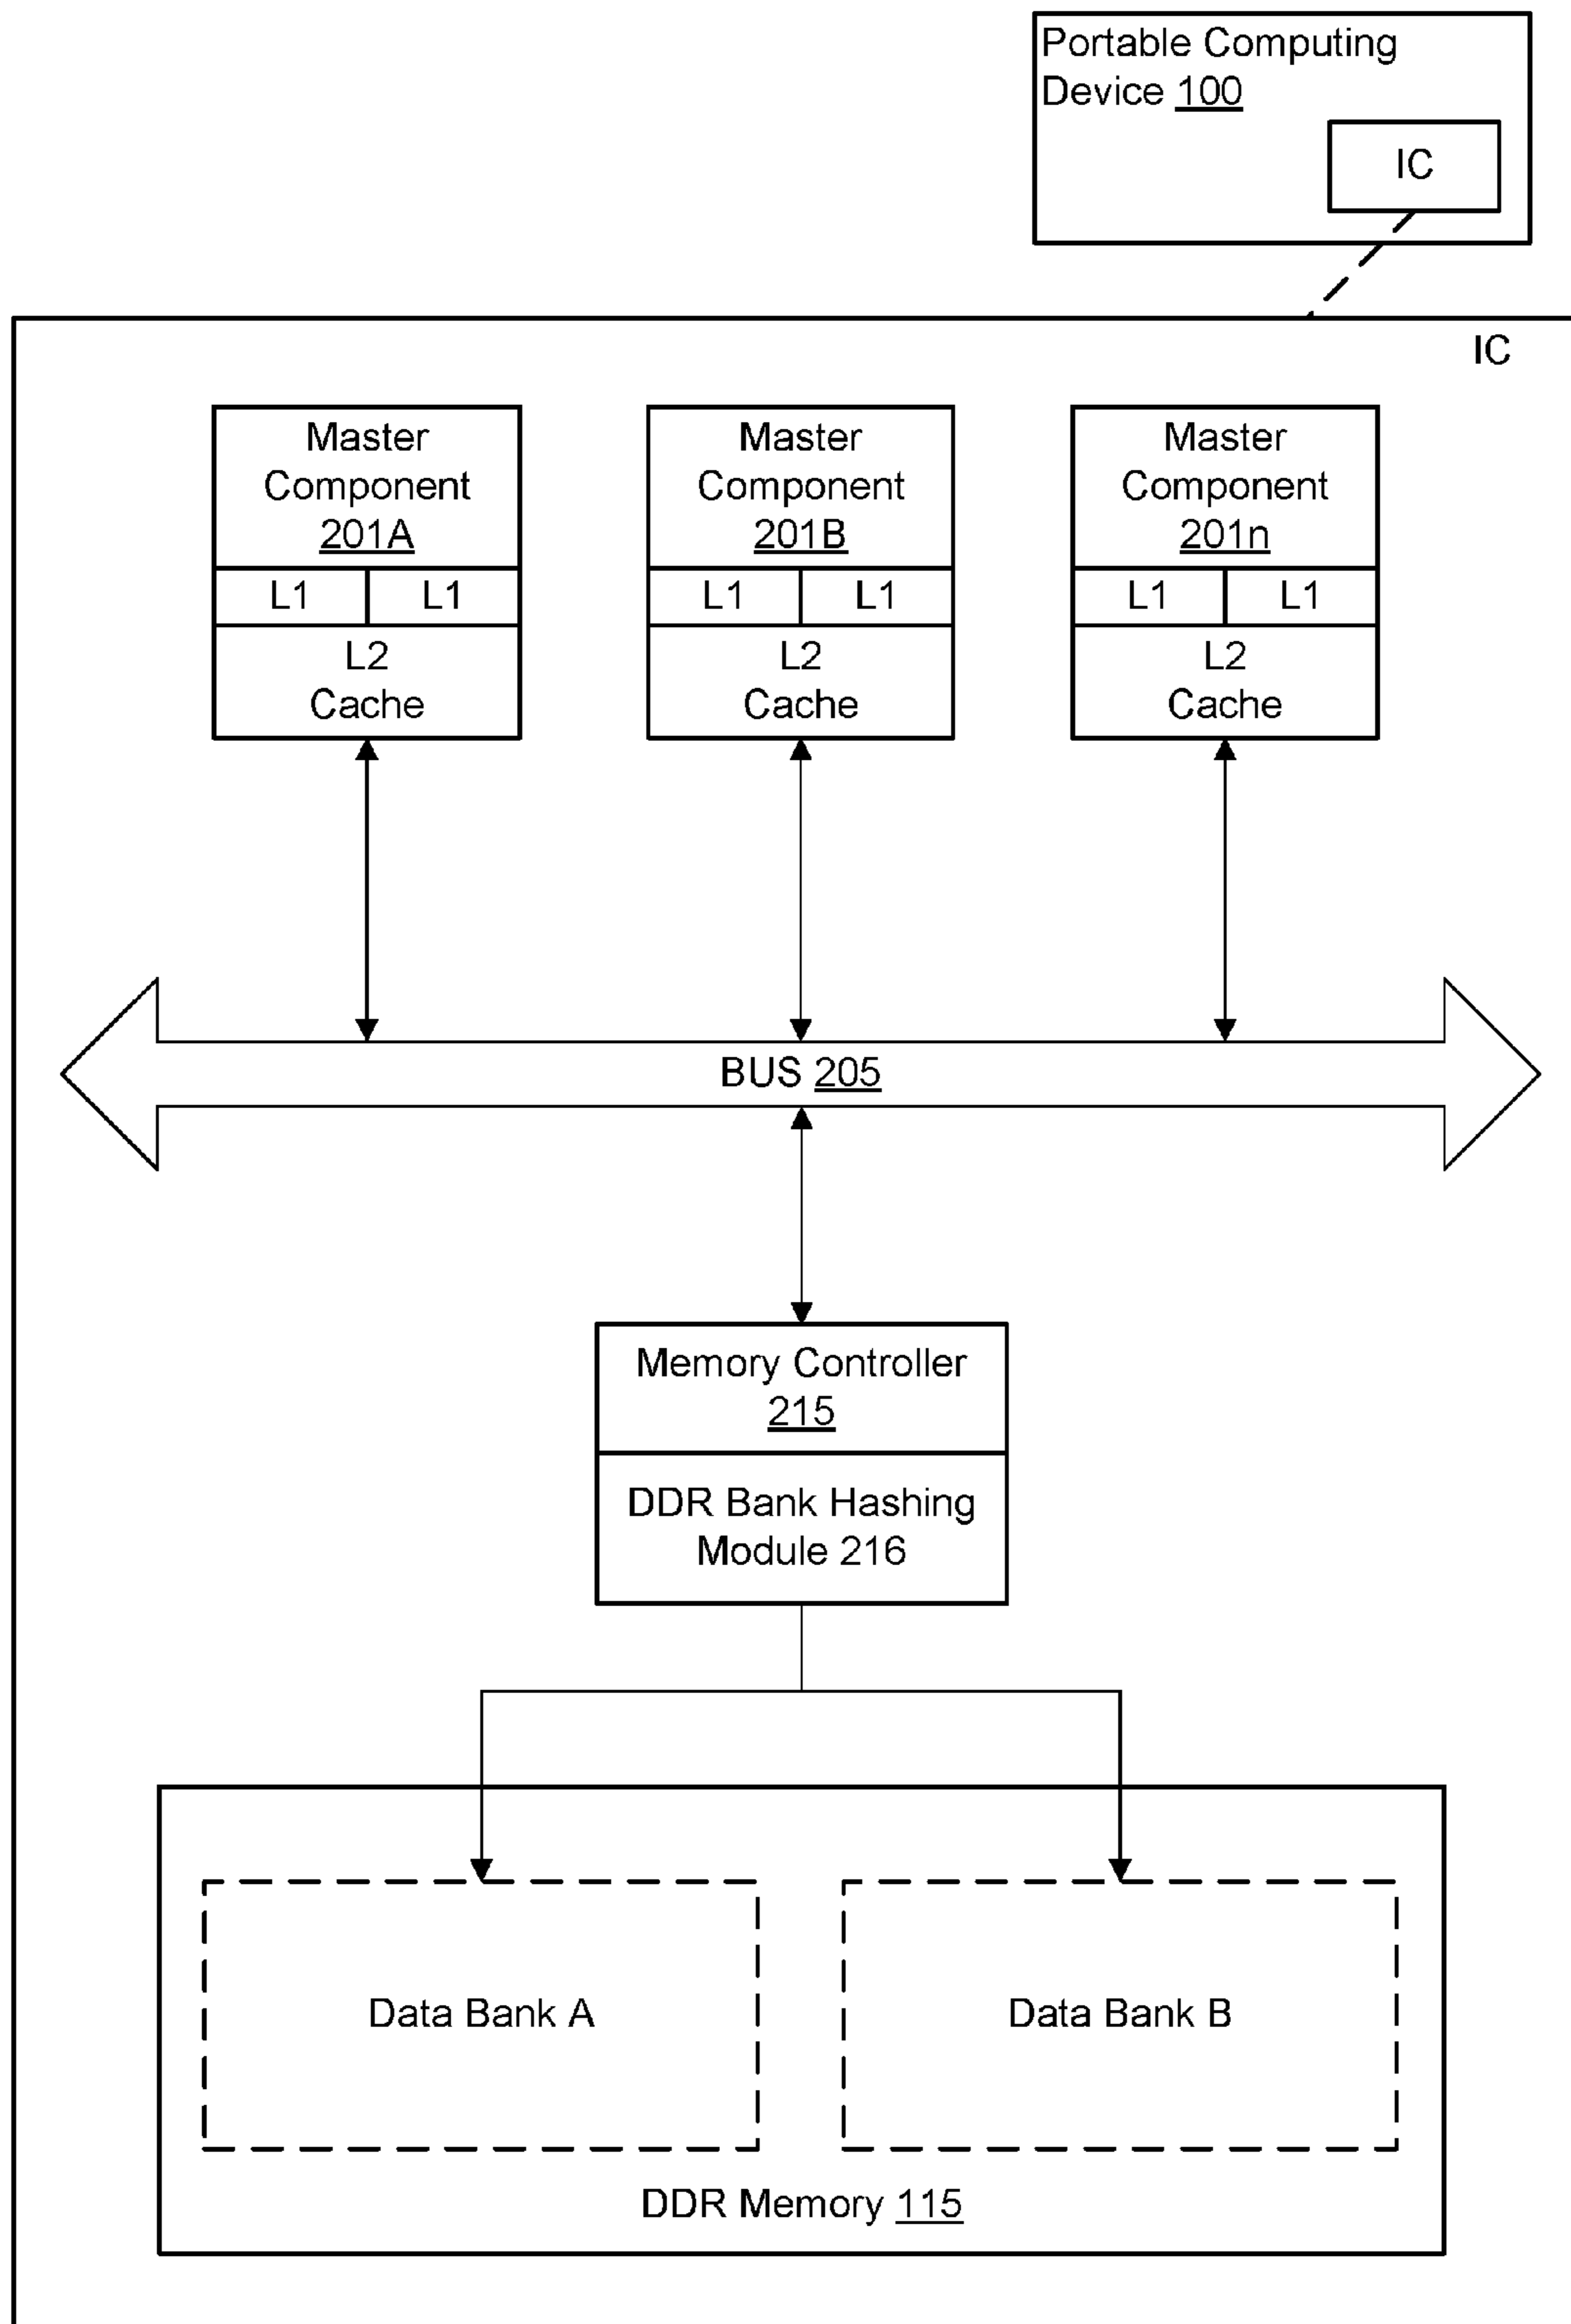 Portable Computing
Device 100
IC
IC
Master
Component
201A
L1
L1
L2
Cache
Master
Component
201B
L1
L1
L2
Cache
Master
Component
201n
L1
L1
L2
Cache
BUS 205
Memory Controller
215
DDR Bank Hashing
Module 216
Data Bank A
Data Bank B
DDR Memory 115